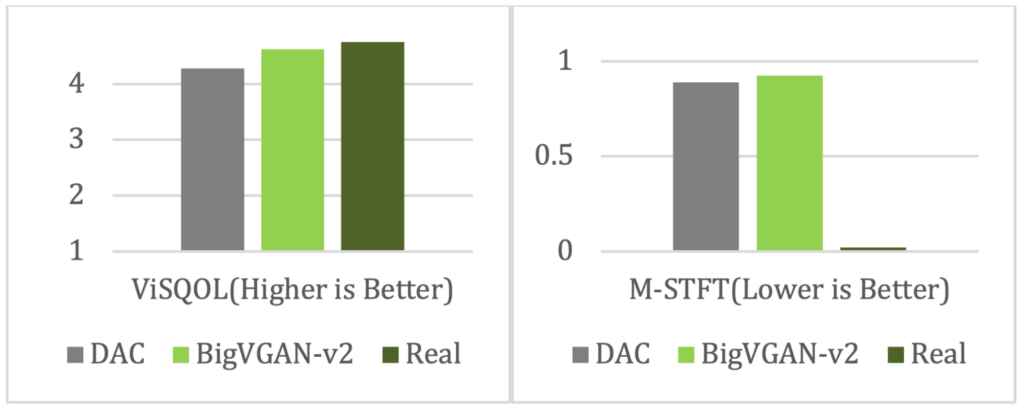 4
3
2
1
ViSQOL(Higher is Better)
DAC BigVGAN-v2 Real
1
0.5
0
M-STFT(Lower is Better)
DAC BigVGAN-v2 Real